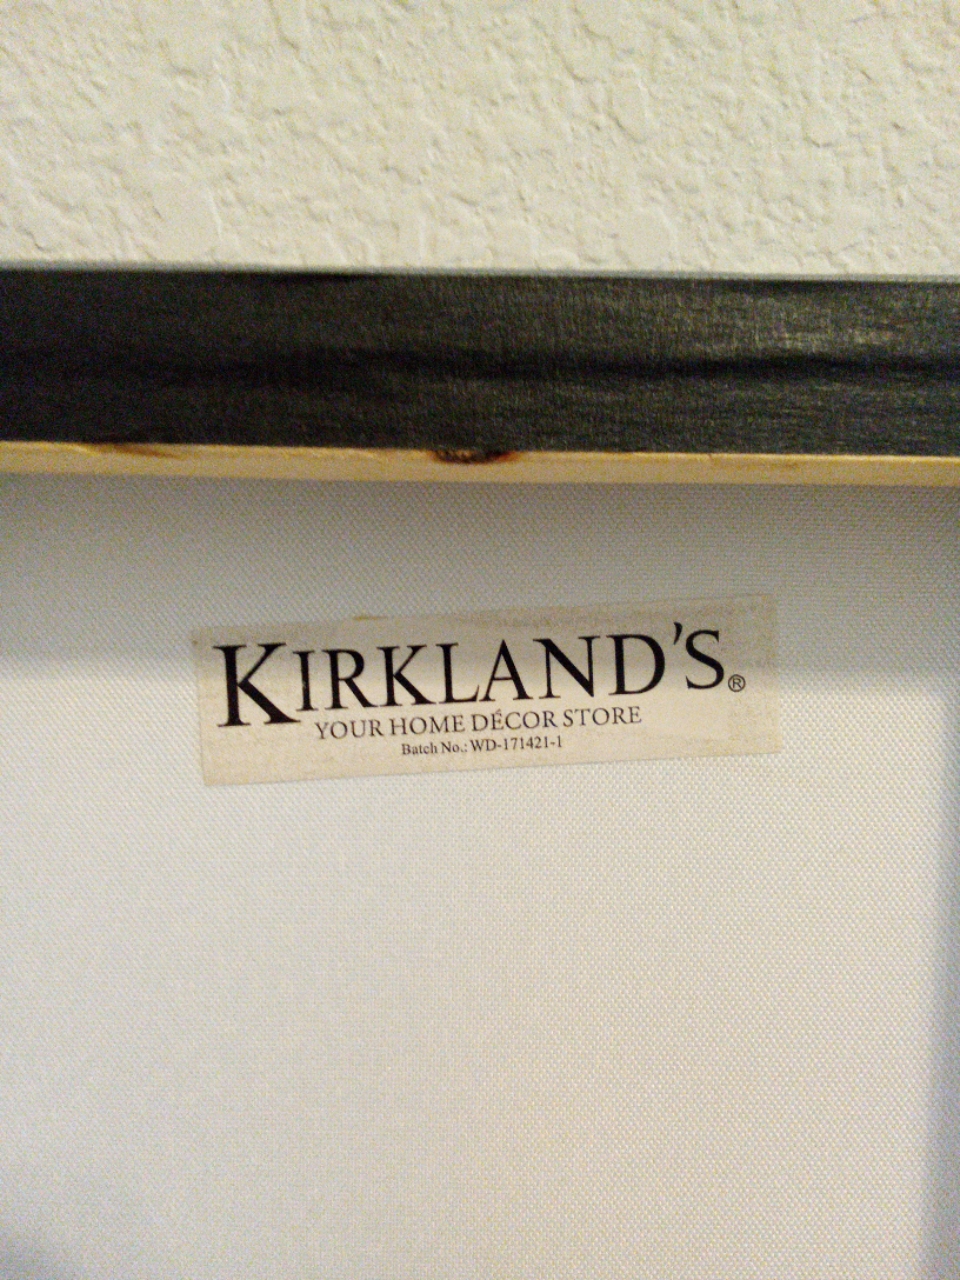 KIRKLAND'S®
YOUR HOME DÉCOR STORE
Batch No.: WD-171421-1